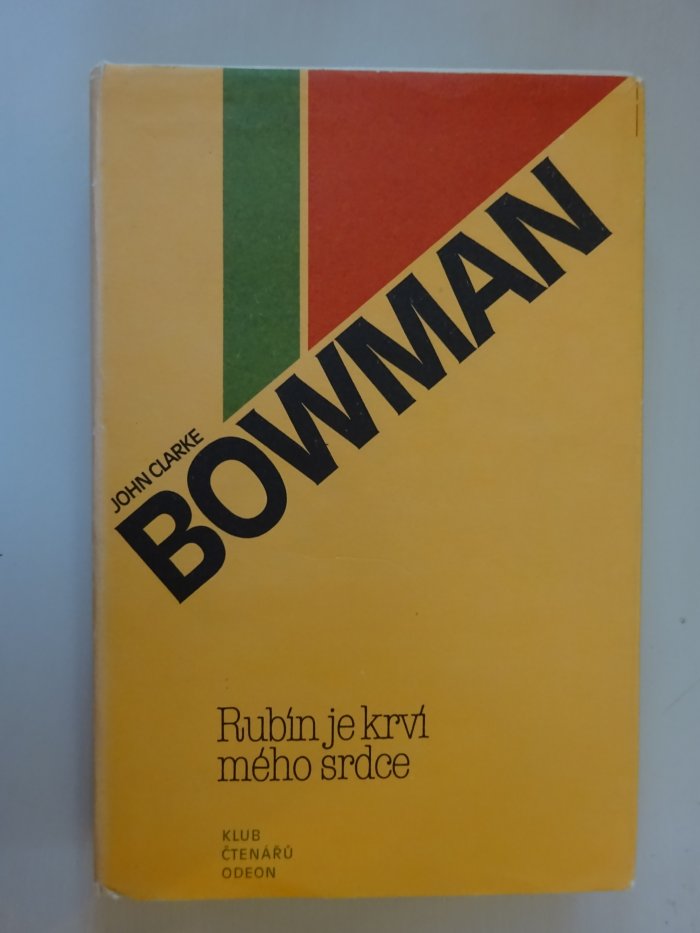 JOHN CLARKE
BOWMAN
Rubín je krví
mého srdce
KLUB
ČTENÁŘŮ
ODEON